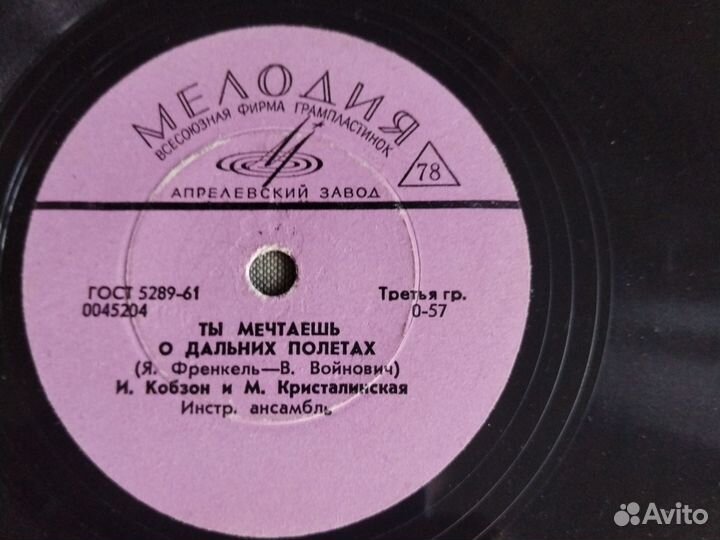 МЕЛОДИЯ
ВСЕСОЮЗНАЯ ФИРМА ГРАМПЛАСТИНОК
78
АПРЕЛЕВСКИЙ ЗАВОД
ГОСТ 5289-61 Третья гр.
0045204 0-57
ТЫ МЕЧТАЕШЬ
О ДАЛЬНИХ ПОЛЕТАХ
(Я. Френкель—В. Войнович)
И. Кобзон и М. Кристалинская
Инстр. ансамбль
Avito